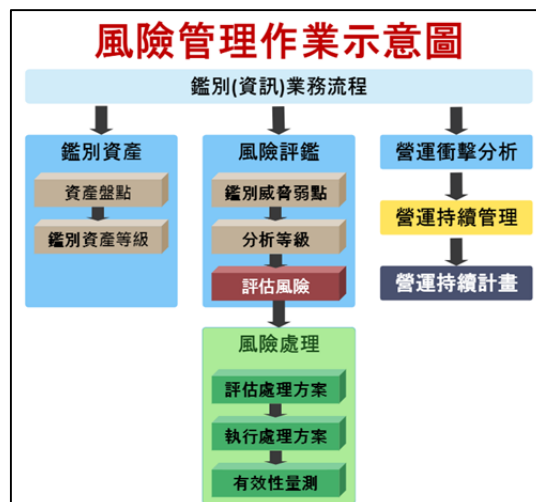 風險管理作業示意圖
鑑別(資訊)業務流程
鑑別資產
資產盤點
鑑別資產等級
風險評鑑
鑑別威脅弱點
分析等級
評估風險
風險處理
評估處理方案
執行處理方案
有效性量測
營運衝擊分析
營運持續管理
營運持續計畫